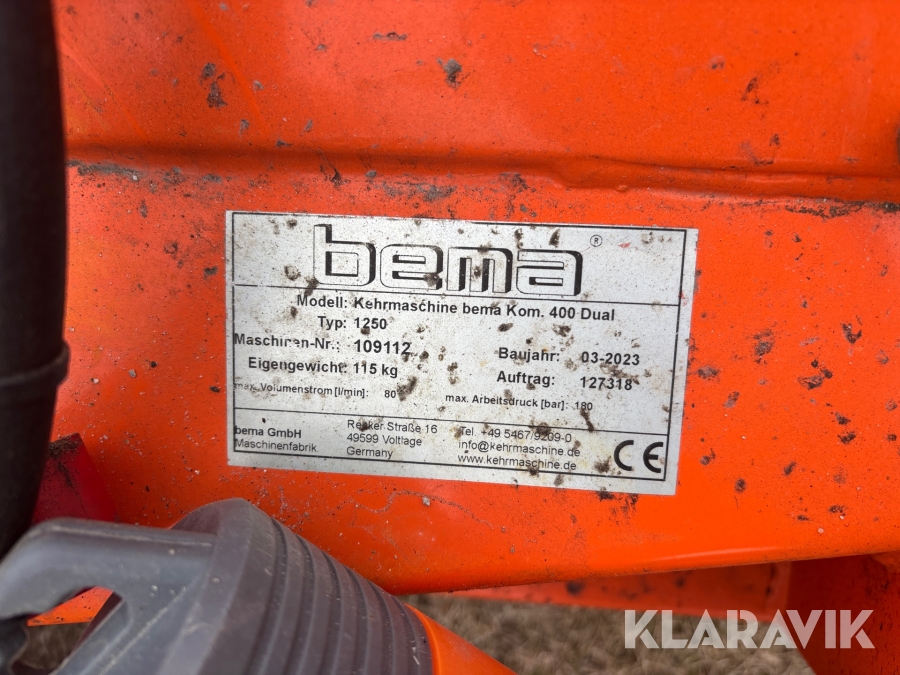 bema ®
Modell: Kehrmaschine bema Kom. 400 Dual
Typ: 1250
Maschinen-Nr.: 109112
Baujahr: 03-2023
Eigengewicht: 115 kg
Auftrag: 127318
max. Volumenstrom [l/min]: 80
max. Arbeitsdruck [bar]: 180
bema GmbH
Maschinenfabrik
Recker Straße 16
49599 Voltlage
Germany
Tel. +49 5467/9209-0
info@kehrmaschine.de
www.kehrmaschine.de
CE
KLARAVIK